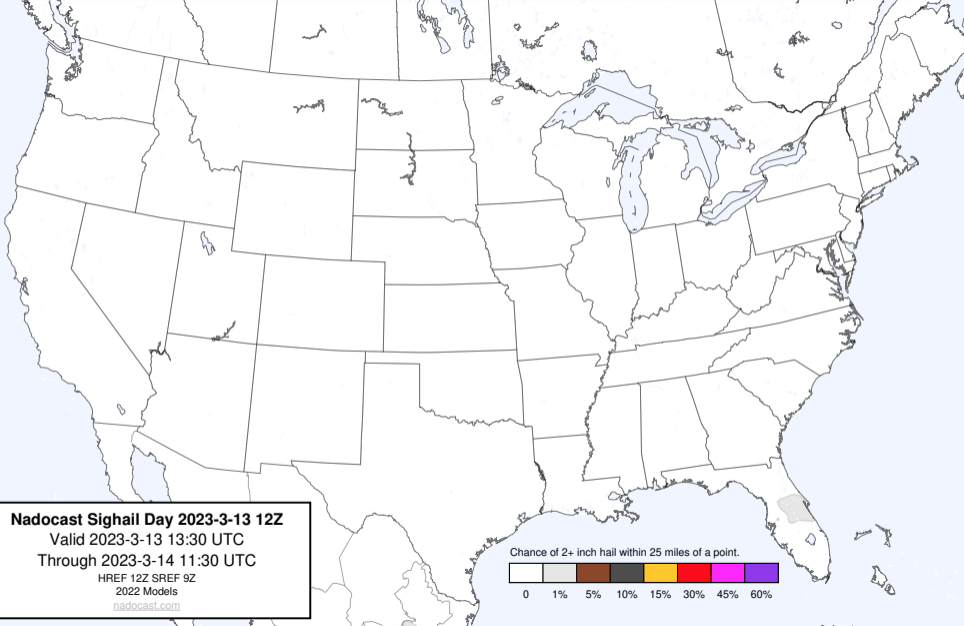 Nadocast Sighail Day 2023-3-13 12Z
Valid 2023-3-13 13:30 UTC
Through 2023-3-14 11:30 UTC
HREF 12Z SREF 9Z
2022 Models
nadocast.com
Chance of 2+ inch hail within 25 miles of a point.
0 1% 5% 10% 15% 30% 45% 60%